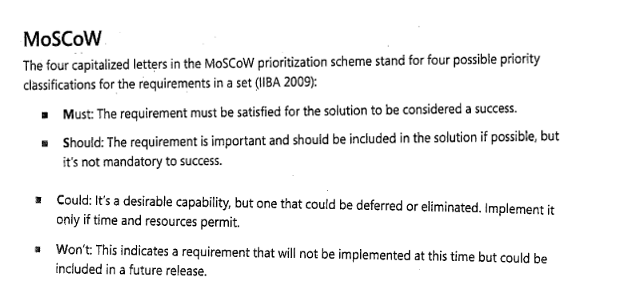 MoSCoW
The four capitalized letters in the MoSCoW prioritization scheme stand for four possible priority
classifications for the requirements in a set (IIBA 2009):
▪ Must: The requirement must be satisfied for the solution to be considered a success.
▪ Should: The requirement is important and should be included in the solution if possible, but
it's not mandatory to success.
▪ Could: It's a desirable capability, but one that could be deferred or eliminated. Implement it
only if time and resources permit.
▪ Won't: This indicates a requirement that will not be implemented at this time but could be
included in a future release.